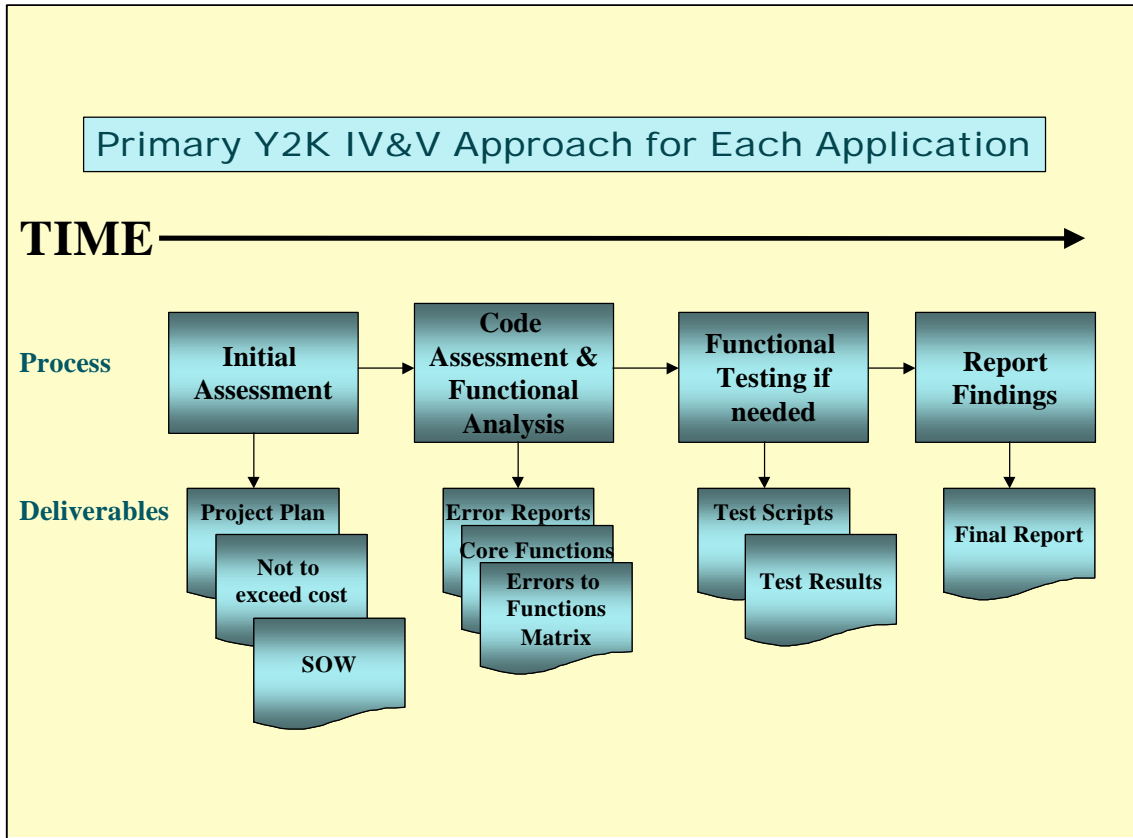 Primary Y2K IV&V Approach for Each Application
TIME
Process
Initial
Assessment
Code
Assessment &
Functional
Analysis
Functional
Testing if
needed
Report
Findings
Deliverables
Project Plan
Not to
exceed cost
SOW
Error Reports
Core Functions
Errors to
Functions
Matrix
Test Scripts
Test Results
Final Report